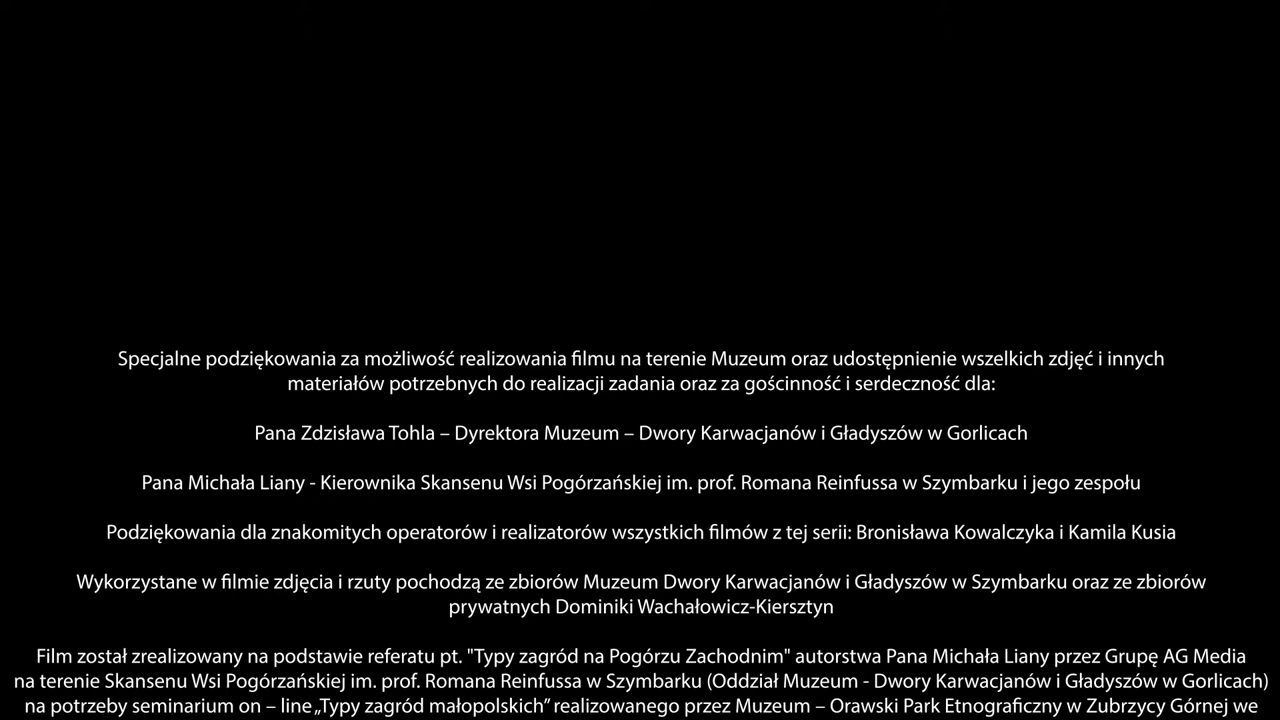 Specjalne podziękowania za możliwość realizowania filmu na terenie Muzeum oraz udostępnienie wszelkich zdjęć i innych
materiałów potrzebnych do realizacji zadania oraz za gościnność i serdeczność dla:
Pana Zdzisława Tohla – Dyrektora Muzeum – Dwory Karwacjanów i Gładyszów w Gorlicach
Pana Michała Liany - Kierownika Skansenu Wsi Pogórzańskiej im. prof. Romana Reinfussa w Szymbarku i jego zespołu
Podziękowania dla znakomitych operatorów i realizatorów wszystkich filmów z tej serii: Bronisława Kowalczyka i Kamila Kusia
Wykorzystane w filmie zdjęcia i rzuty pochodzą ze zbiorów Muzeum Dwory Karwacjanów i Gładyszów w Szymbarku oraz ze zbiorów
prywatnych Dominiki Wachałowicz-Kiersztyn
Film został zrealizowany na podstawie referatu pt. "Typy zagród na Pogórzu Zachodnim" autorstwa Pana Michała Liany przez Grupę AG Media
na terenie Skansenu Wsi Pogórzańskiej im. prof. Romana Reinfussa w Szymbarku (Oddział Muzeum - Dwory Karwacjanów i Gładyszów w Gorlicach)
na potrzeby seminarium on – line „Typy zagród małopolskich” realizowanego przez Muzeum – Orawski Park Etnograficzny w Zubrzycy Górnej we